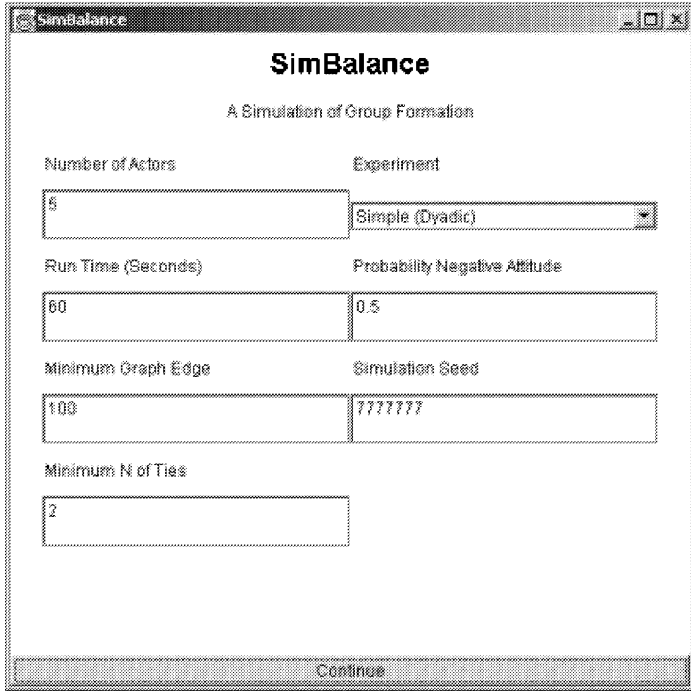 SimBalance
SimBalance
A Simulation of Group Formation
Number of Actors
Experiment
5
Simple (Dyadic)
Run Time (Seconds)
Probability Negative Attitude
60
0.5
Minimum Graph Edge
Simulation Seed
100
7777777
Minimum N of Ties
2
Continue